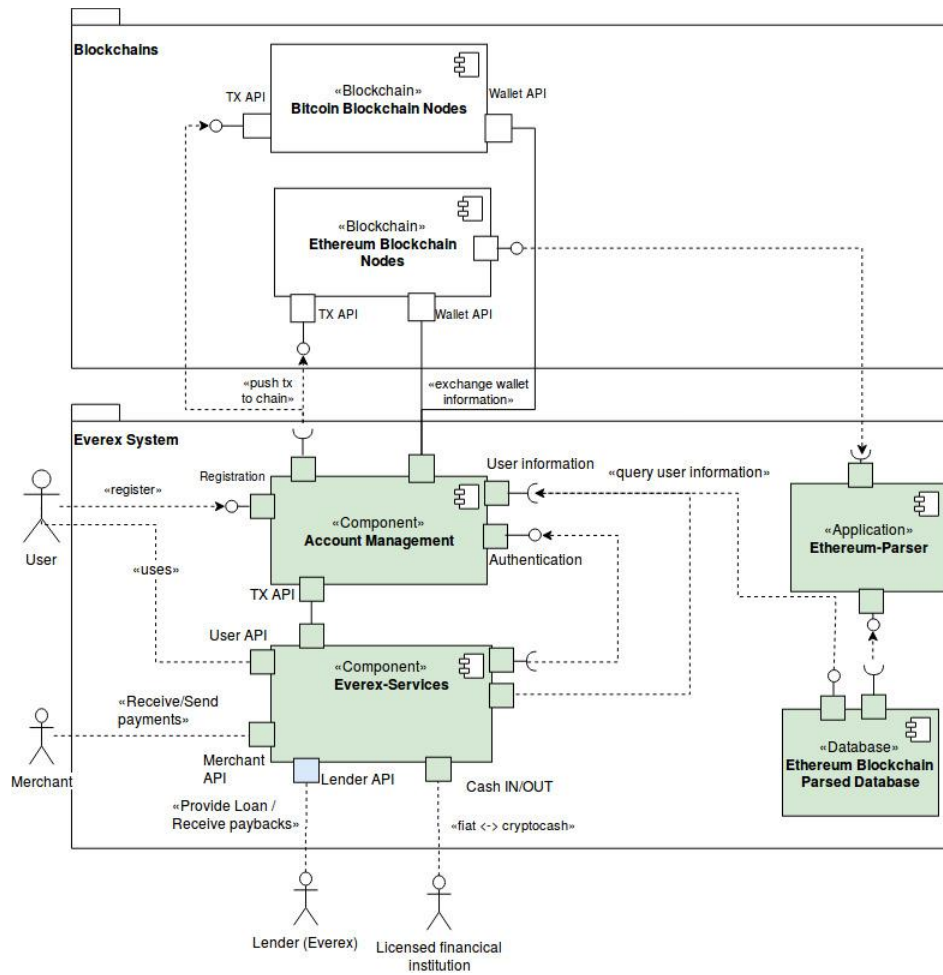 Blockchains
«Blockchain»
Bitcoin Blockchain Nodes
TX API
Wallet API
«Blockchain»
Ethereum Blockchain
Nodes
TX API
Wallet API
«push tx
to chain»
«exchange wallet
information»
Everex System
User
«register»
Registration
«uses»
«Component»
Account Management
User information
«query user information»
Authentication
TX API
«Application»
Ethereum-Parser
User API
«Component»
Everex-Services
Merchant
«Receive/Send
payments»
Merchant
API
Lender API
Cash IN/OUT
«Database»
Ethereum Blockchain
Parsed Database
«Provide Loan /
Receive paybacks»
«fiat <-> cryptocash»
Lender (Everex)
Licensed financical
institution